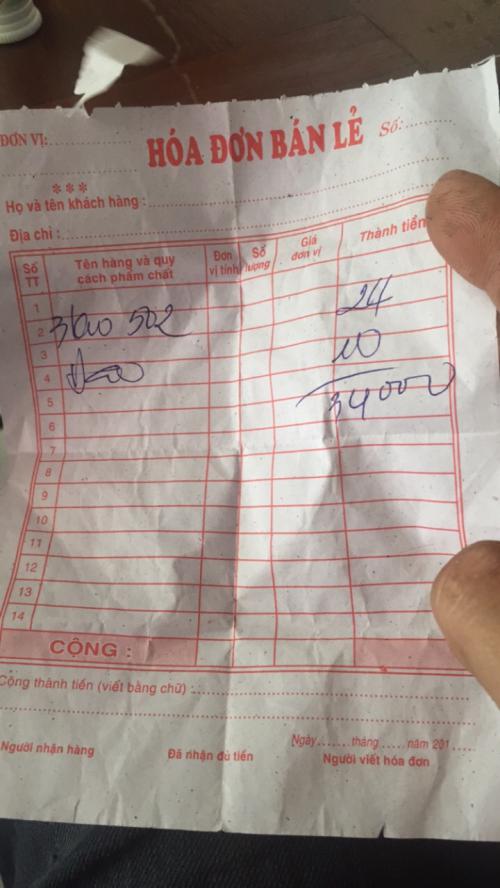 ĐƠN VỊ:................ HÓA ĐƠN BÁN LẺ Số:............
***
Họ và tên khách hàng :................
Địa chỉ :................
Số TT Tên hàng và quy cách phẩm chất Đơn vị tính Số lượng Giá đơn vị Thành tiền
1
2 3 keo 502 24
3 10
4
5 34000
6
7
8
9
10
11
12
13
14
CỘNG :
Cộng thành tiền (viết bằng chữ) :................
Ngày.......tháng.....năm 201.....
Người nhận hàng Đã nhận đủ tiền Người viết hóa đơn